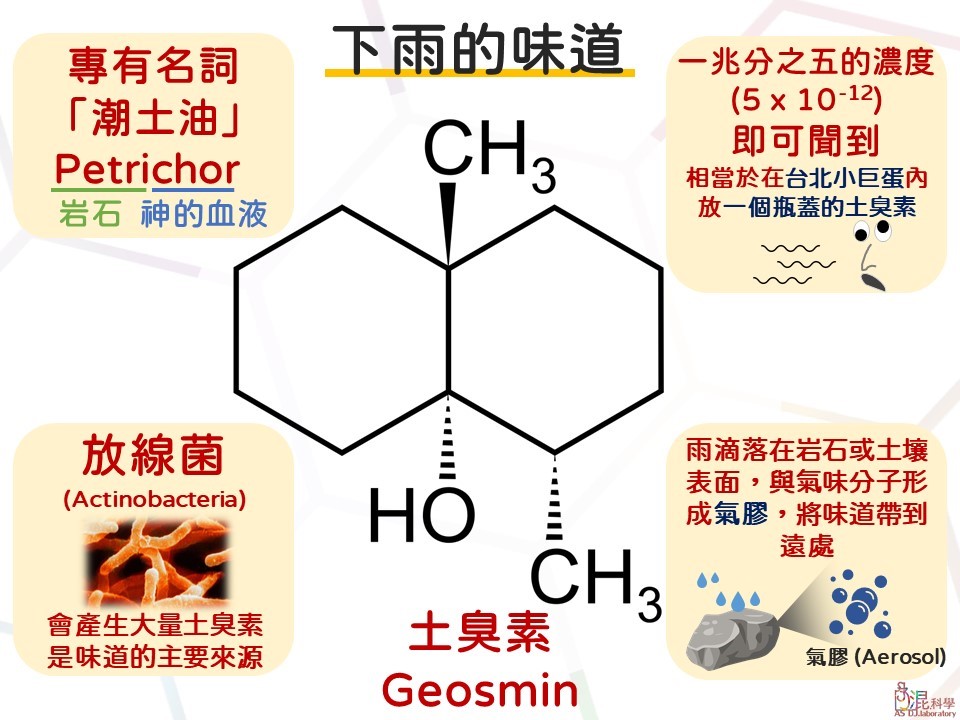 下雨的味道
專有名詞
「潮土油」
Petrichor
岩石 神的血液
一兆分之五的濃度
(5 x 10⁻¹²)
即可聞到
相當於在台北小巨蛋內
放一個瓶蓋的土臭素
CH₃
HO
CH₃
土臭素
Geosmin
放線菌
(Actinobacteria)
會產生大量土臭素
是味道的主要來源
雨滴落在岩石或土壤
表面，與氣味分子形
成氣膠，將味道帶到
遠處
氣膠 (Aerosol)
混科學
AS DJ.laboratory